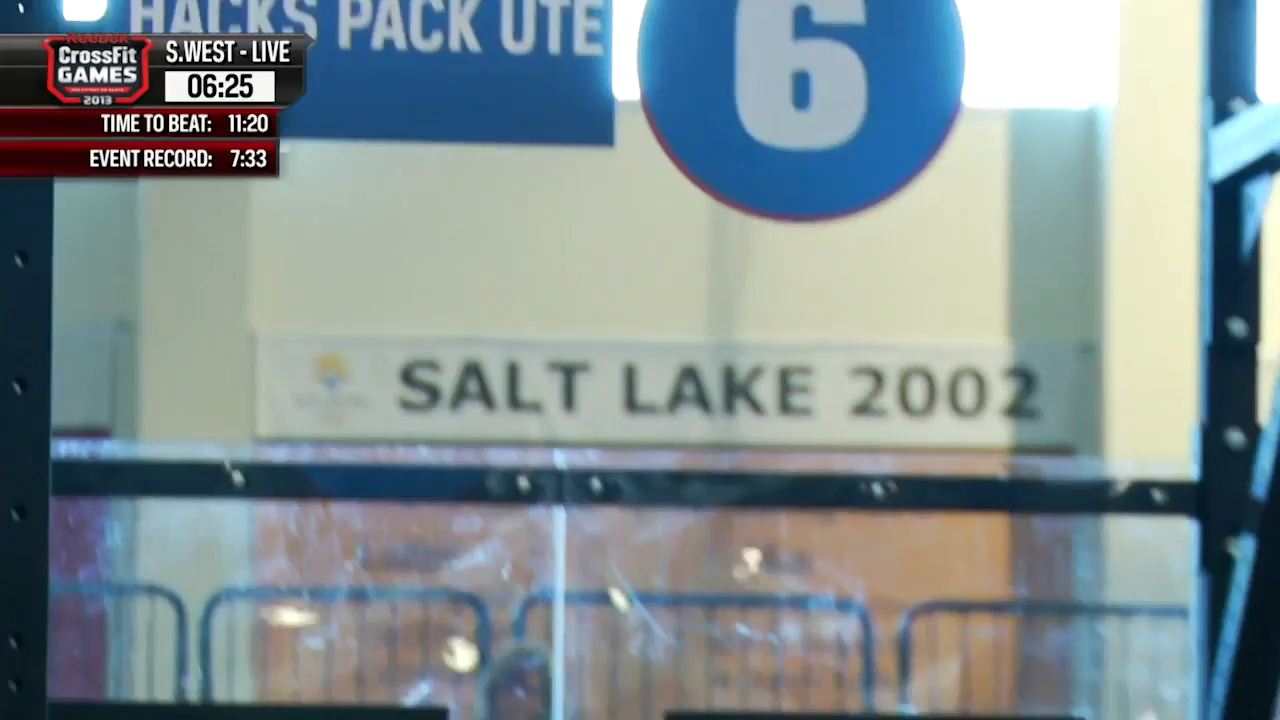 HACKS PACK UTE
6
REEBOK
CrossFit
GAMES
2013
S.WEST - LIVE
06:25
TIME TO BEAT: 11:20
EVENT RECORD: 7:33
SALT LAKE 2002